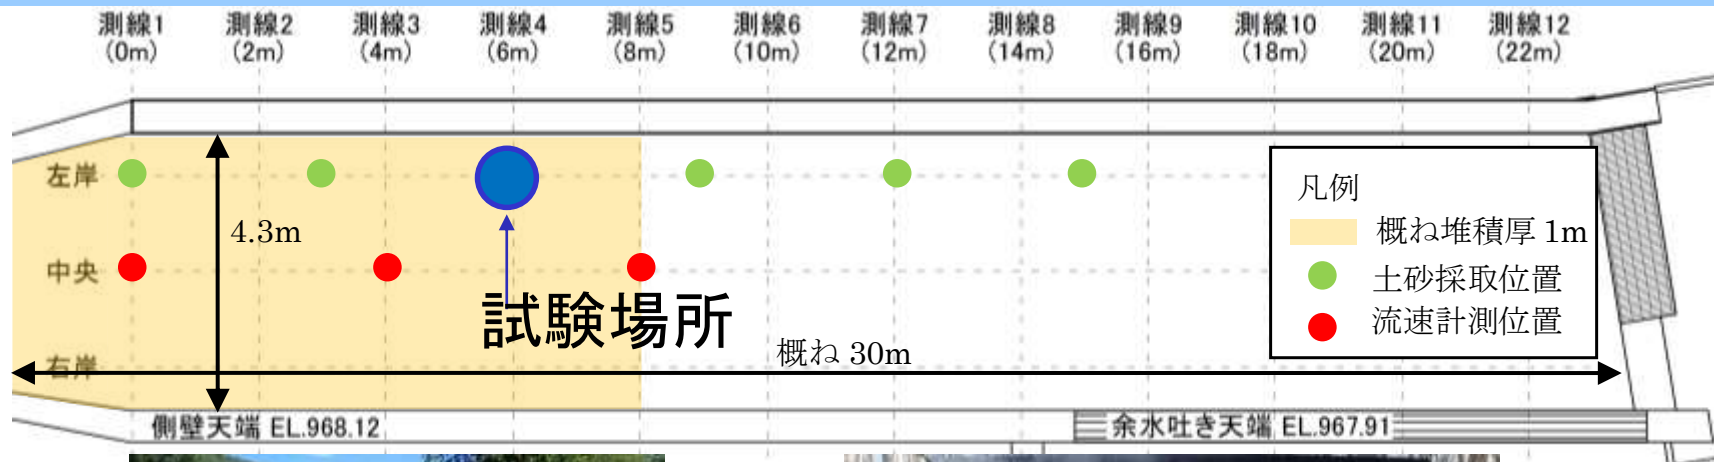 測線1 測線2 測線3 測線4 測線5 測線6 測線7 測線8 測線9 測線10 測線11 測線12
(0m) (2m) (4m) (6m) (8m) (10m) (12m) (14m) (16m) (18m) (20m) (22m)
左岸
4.3m
中央
試験場所
右岸
概ね 30m
凡例
概ね堆積厚 1m
土砂採取位置
流速計測位置
側壁天端 EL.968.12
余水吐き天端 EL.967.91